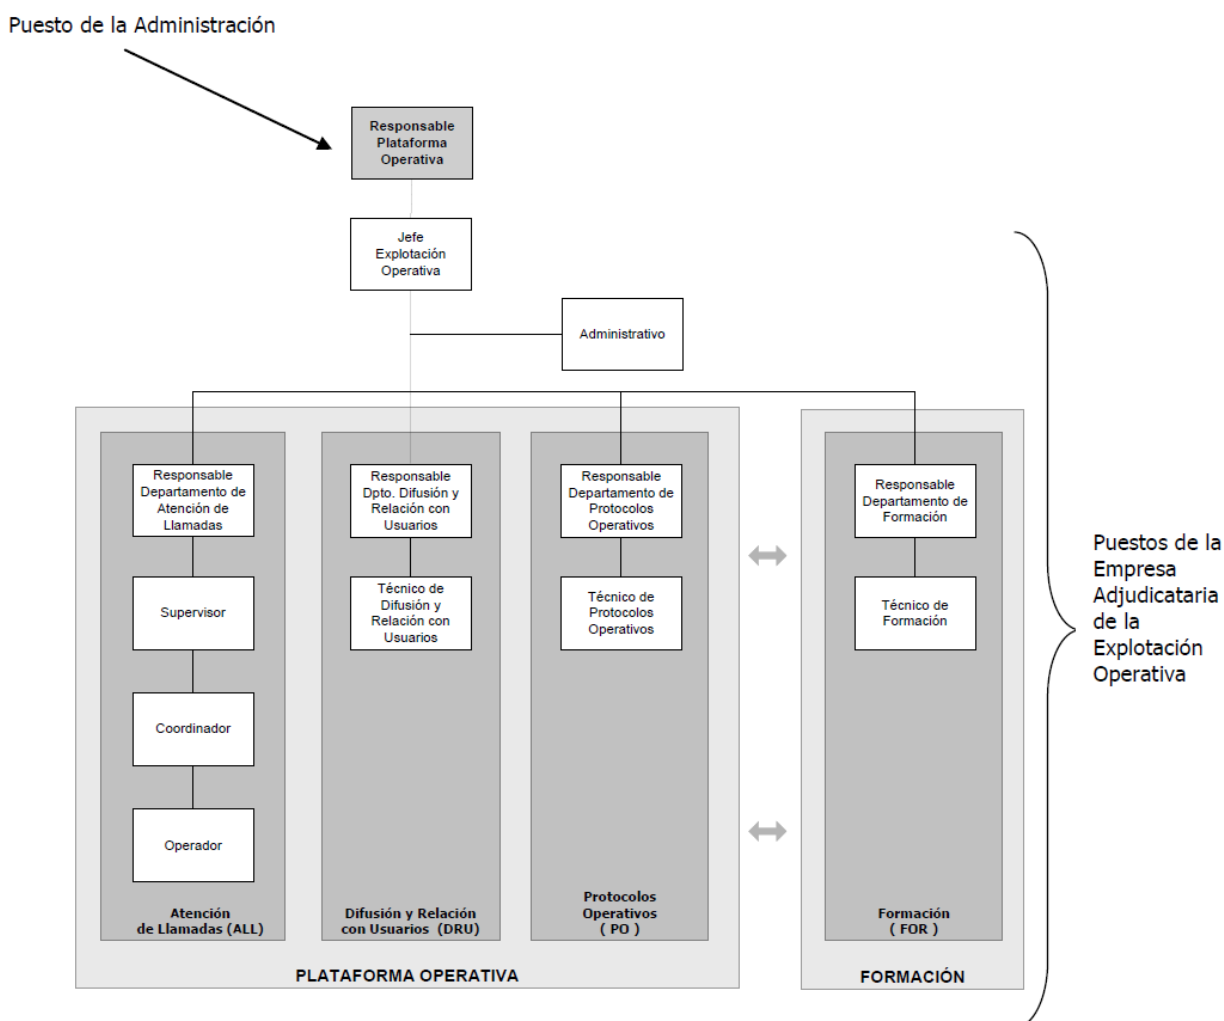 Puesto de la Administración
Responsable
Plataforma
Operativa
Jefe
Explotación
Operativa
Administrativo
Responsable
Departamento de
Atención de
Llamadas
Supervisor
Coordinador
Operador
Atención
de Llamadas (ALL)
Responsable
Dpto. Difusión y
Relación con
Usuarios
Técnico de
Difusión y
Relación con
Usuarios
Difusión y Relación
con Usuarios (DRU)
Responsable
Departamento de
Protocolos
Operativos
Técnico de
Protocolos
Operativos
Protocolos
Operativos
( PO )
PLATAFORMA OPERATIVA
Responsable
Departamento de
Formación
Técnico de
Formación
Formación
( FOR )
FORMACIÓN
Puestos de la
Empresa
Adjudicataria
de la
Explotación
Operativa